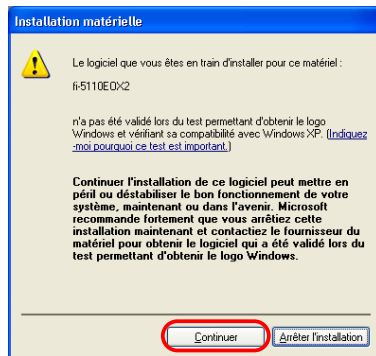 Installation matérielle
Le logiciel que vous êtes en train d'installer pour ce matériel :
fi-5110EOX2
n'a pas été validé lors du test permettant d'obtenir le logo
Windows et vérifiant sa compatibilité avec Windows XP. (Indiquez
-moi pourquoi ce test est important.)
Continuer l'installation de ce logiciel peut mettre en
péril ou déstabiliser le bon fonctionnement de votre
système, maintenant ou dans l'avenir. Microsoft
recommande fortement que vous arrêtiez cette
installation maintenant et contactiez le fournisseur du
matériel pour obtenir le logiciel qui a été validé lors du
test permettant d'obtenir le logo Windows.
Continuer
Arrêter l'installation